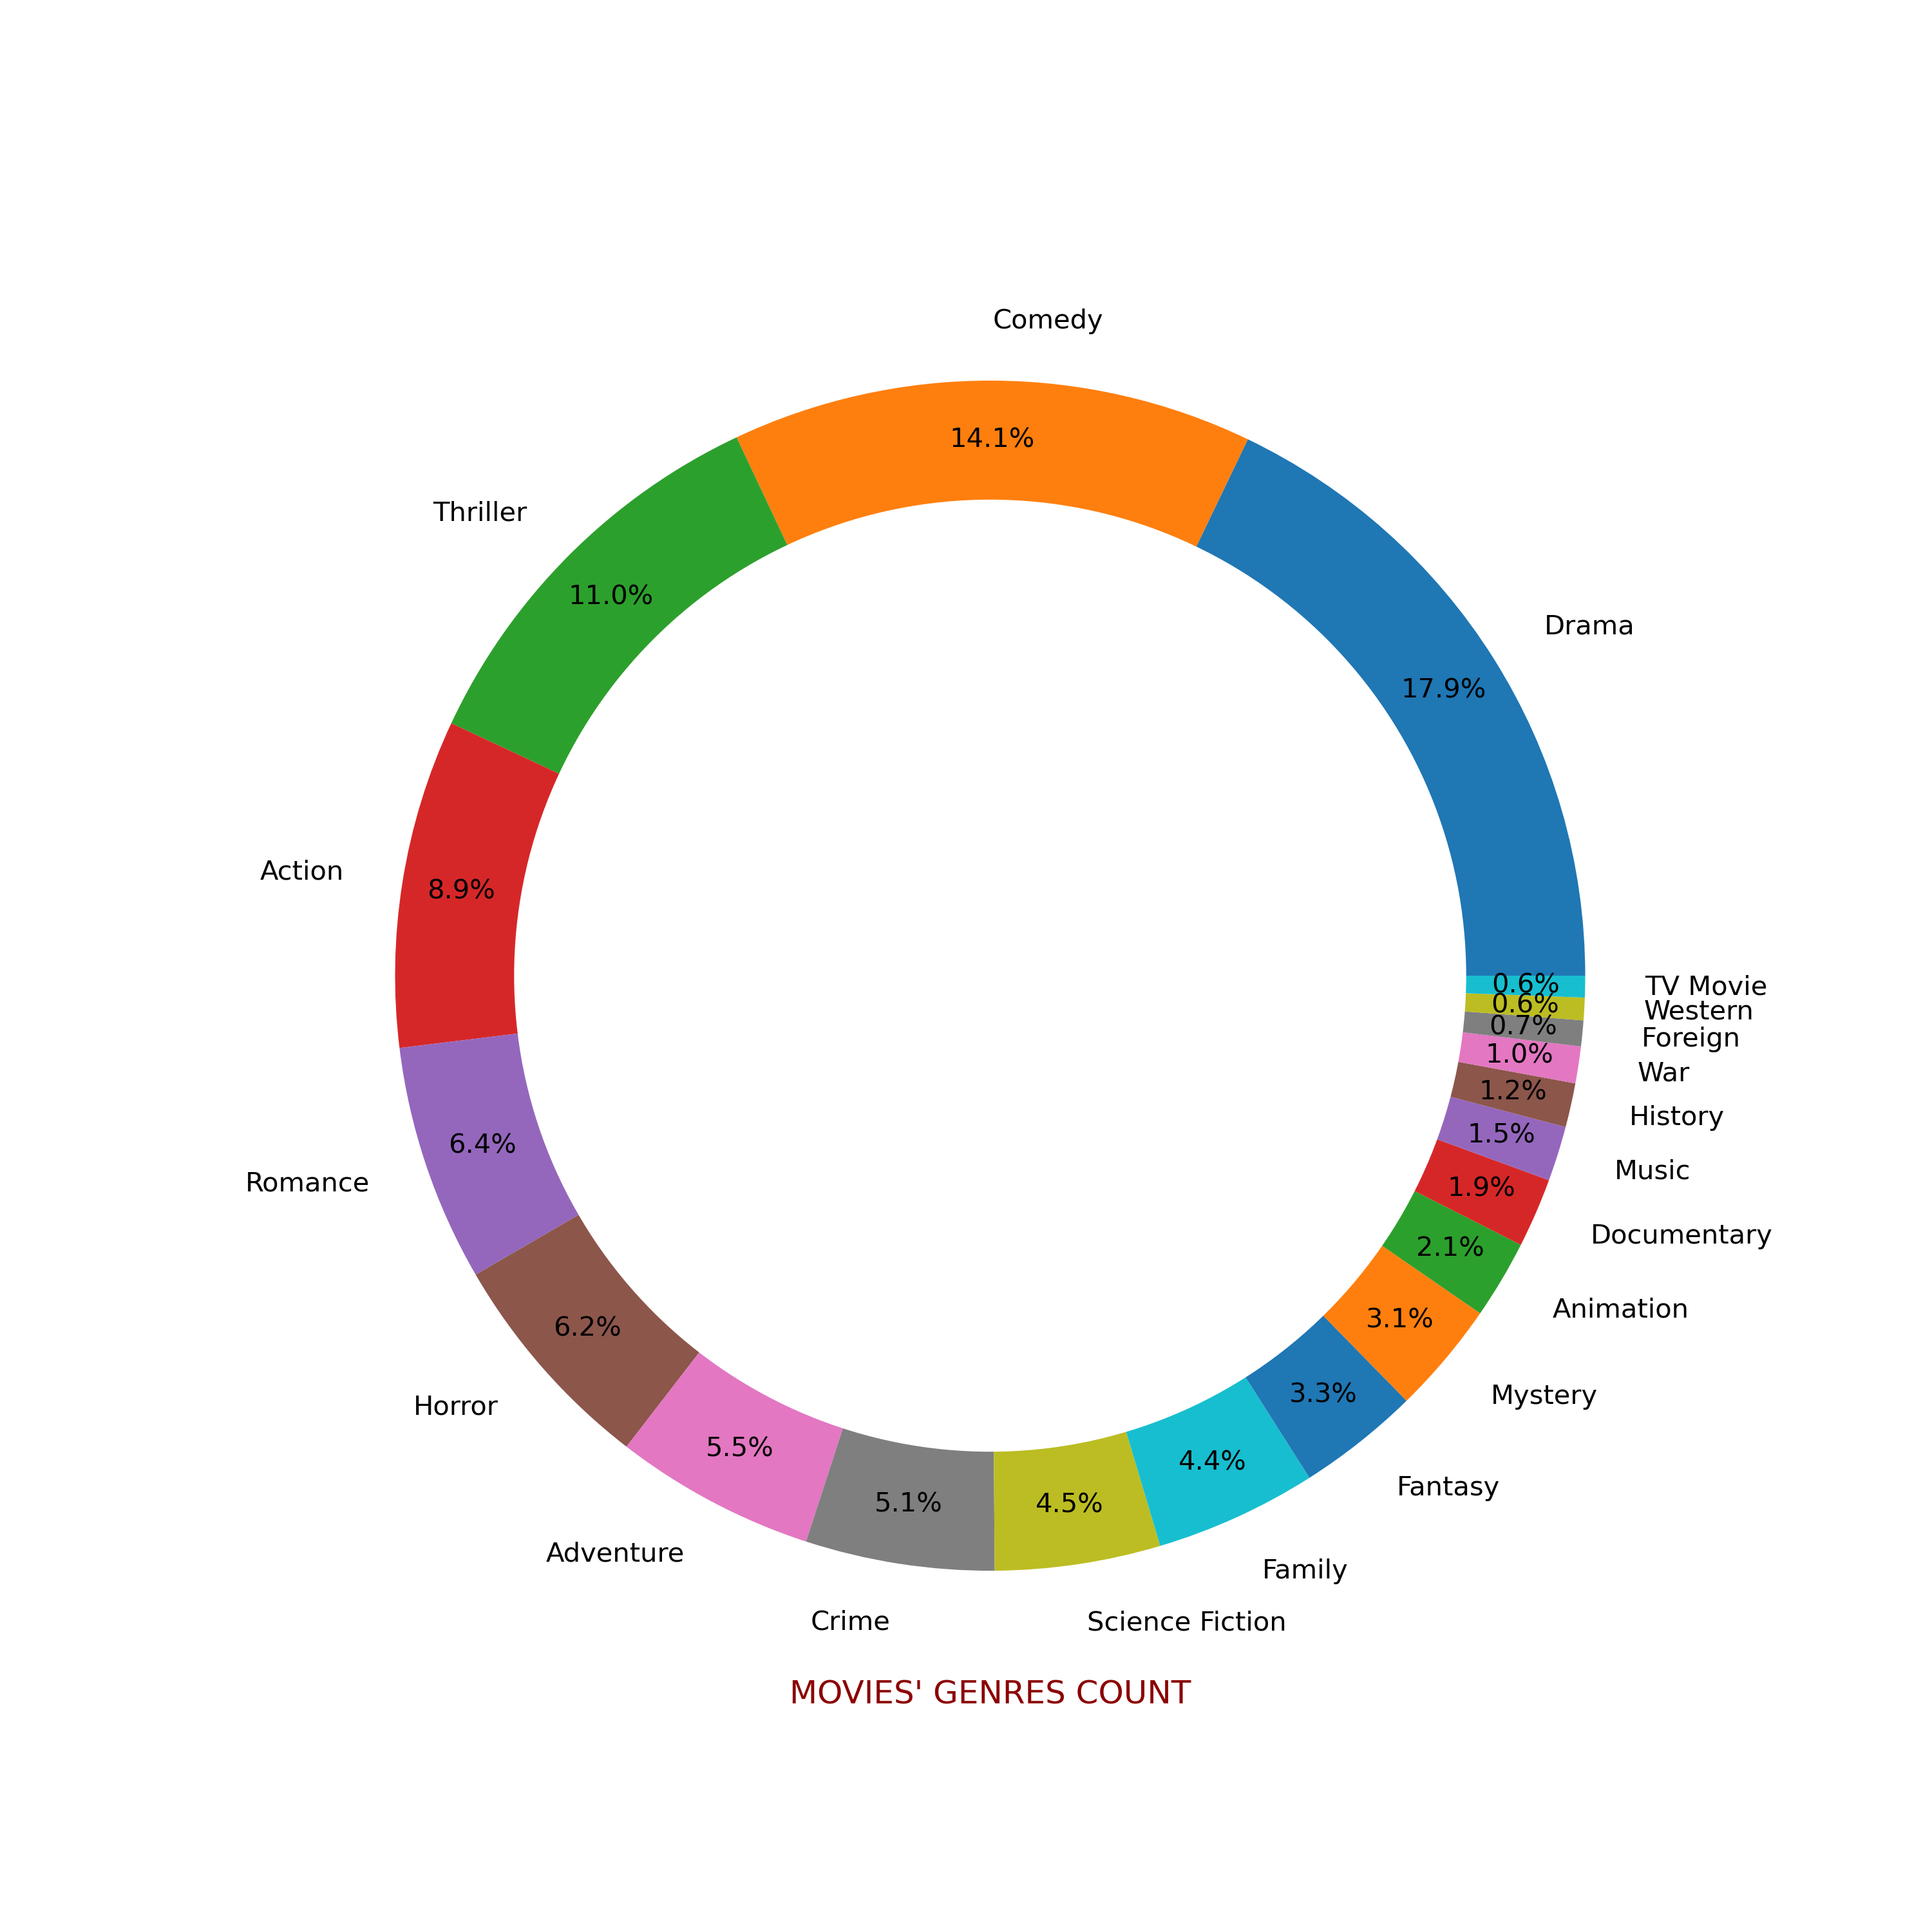 Comedy
14.1%
Thriller
11.0%
Drama
17.9%
Action
8.9%
TV Movie
0.6%
Western
0.6%
Foreign
0.7%
War
1.0%
History
1.2%
Music
1.5%
Romance
6.4%
Documentary
1.9%
Animation
2.1%
Horror
6.2%
Mystery
3.1%
Fantasy
3.3%
Adventure
5.5%
Family
4.4%
Crime
5.1%
Science Fiction
4.5%
MOVIES' GENRES COUNT